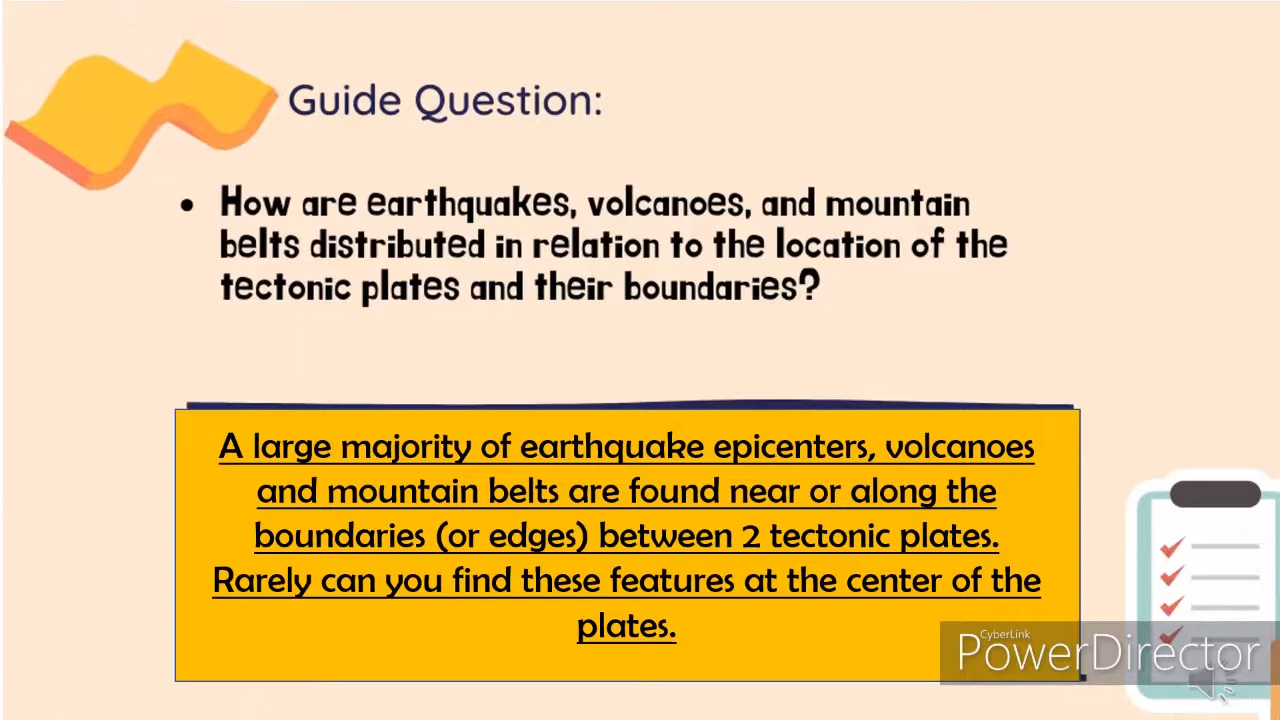 Guide Question:
• How are earthquakes, volcanoes, and mountain
belts distributed in relation to the location of the
tectonic plates and their boundaries?
A large majority of earthquake epicenters, volcanoes
and mountain belts are found near or along the
boundaries (or edges) between 2 tectonic plates.
Rarely can you find these features at the center of the
plates.
CyberLink
PowerDirector